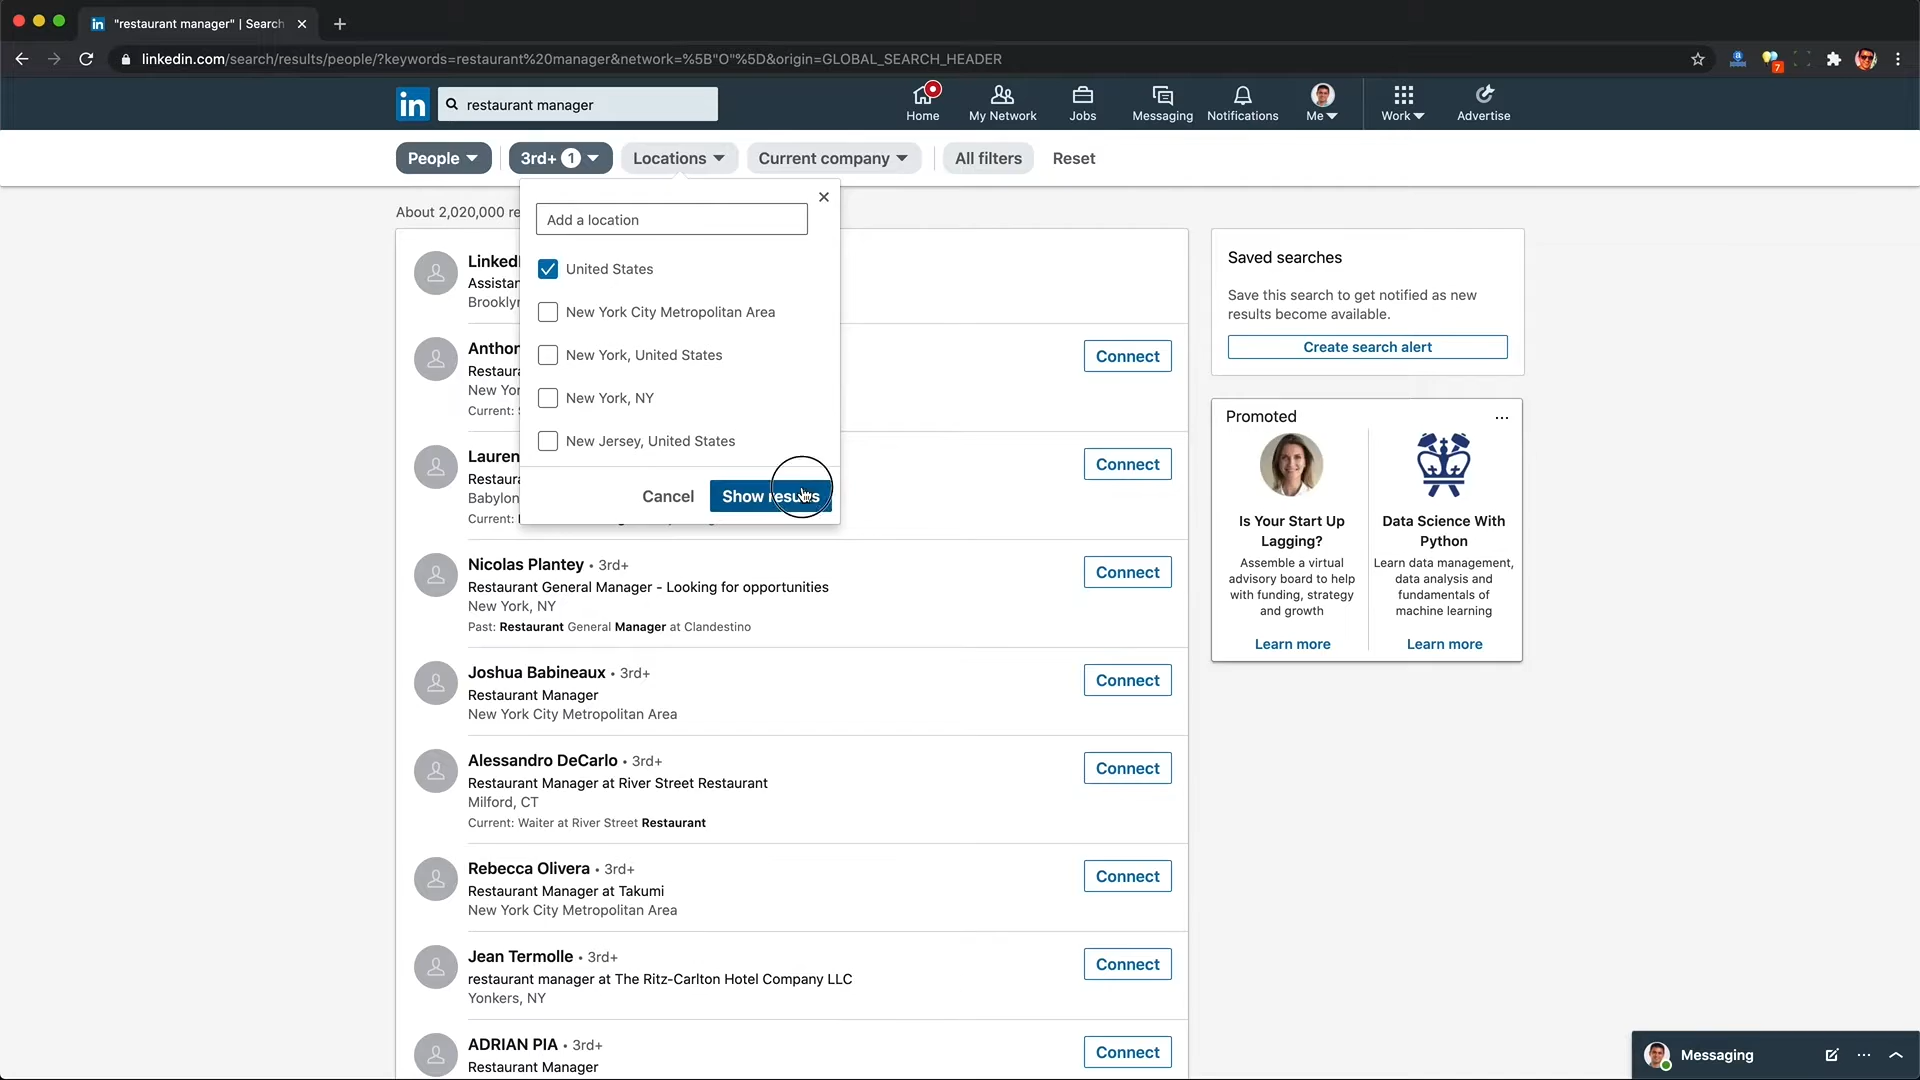 "restaurant manager" | Search
linkedin.com/search/results/people/?keywords=restaurant%20manager&network=%5B"O"%5D&origin=GLOBAL_SEARCH_HEADER
7
in
restaurant manager
Home
My Network
Jobs
Messaging
Notifications
Me
Work
Advertise
People
3rd+ 1
Locations
Current company
All filters
Reset
About 2,020,000
Add a location
United States
New York City Metropolitan Area
New York, United States
New York, NY
New Jersey, United States
Cancel
Show results
Connect
Connect
Current:
Current:
Nicolas Plantey • 3rd+
Restaurant General Manager - Looking for opportunities
New York, NY
Past: Restaurant General Manager at Clandestino
Connect
Joshua Babineaux • 3rd+
Restaurant Manager
New York City Metropolitan Area
Connect
Alessandro DeCarlo • 3rd+
Restaurant Manager at River Street Restaurant
Milford, CT
Current: Waiter at River Street Restaurant
Connect
Rebecca Olivera • 3rd+
Restaurant Manager at Takumi
New York City Metropolitan Area
Connect
Jean Termolle • 3rd+
restaurant manager at The Ritz-Carlton Hotel Company LLC
Yonkers, NY
Connect
ADRIAN PIA • 3rd+
Restaurant Manager
Connect
Saved searches
Save this search to get notified as new
results become available.
Create search alert
Promoted
Is Your Start Up
Lagging?
Assemble a virtual
advisory board to help
with funding, strategy
and growth
Learn more
Data Science With
Python
Learn data management,
data analysis and
fundamentals of
machine learning
Learn more
Messaging